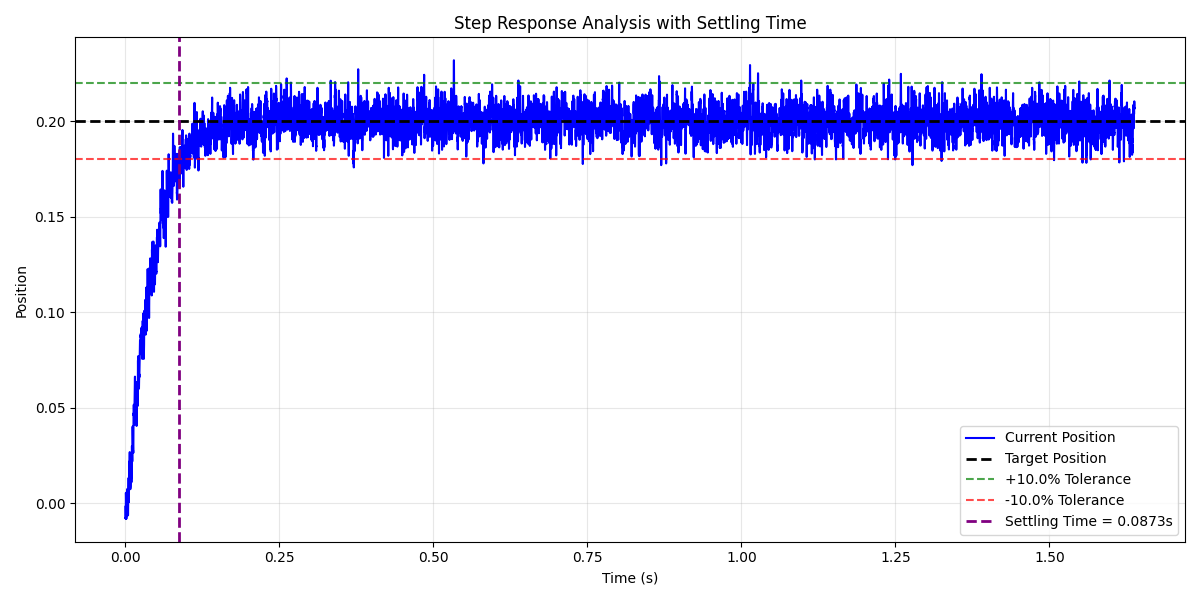 Step Response Analysis with Settling Time
Position
0.20
0.15
0.10
0.05
0.00
Current Position
Target Position
+10.0% Tolerance
-10.0% Tolerance
Settling Time = 0.0873s
0.00 0.25 0.50 0.75 1.00 1.25 1.50
Time (s)